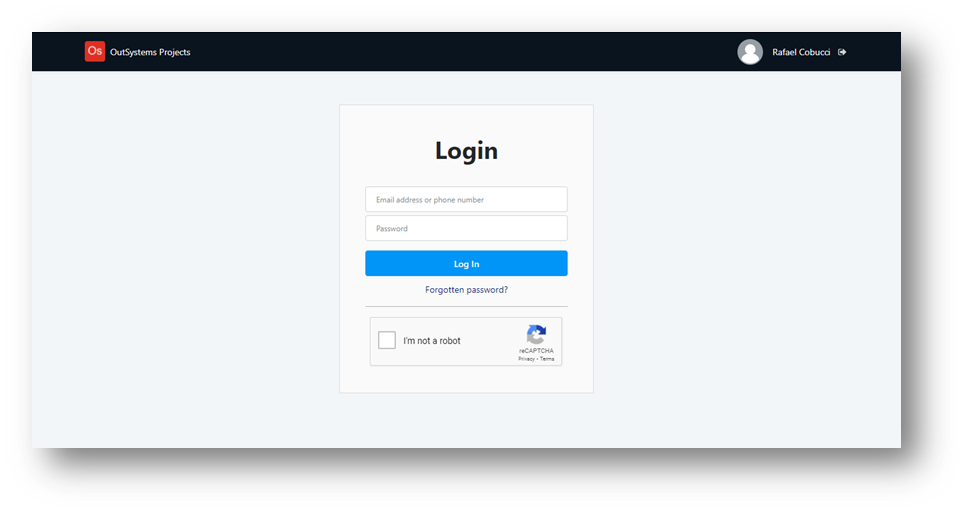 Os OutSystems Projects
Rafael Cobucci
Login
Email address or phone number
Password
Log In
Forgotten password?
I'm not a robot
reCAPTCHA
Privacy - Terms